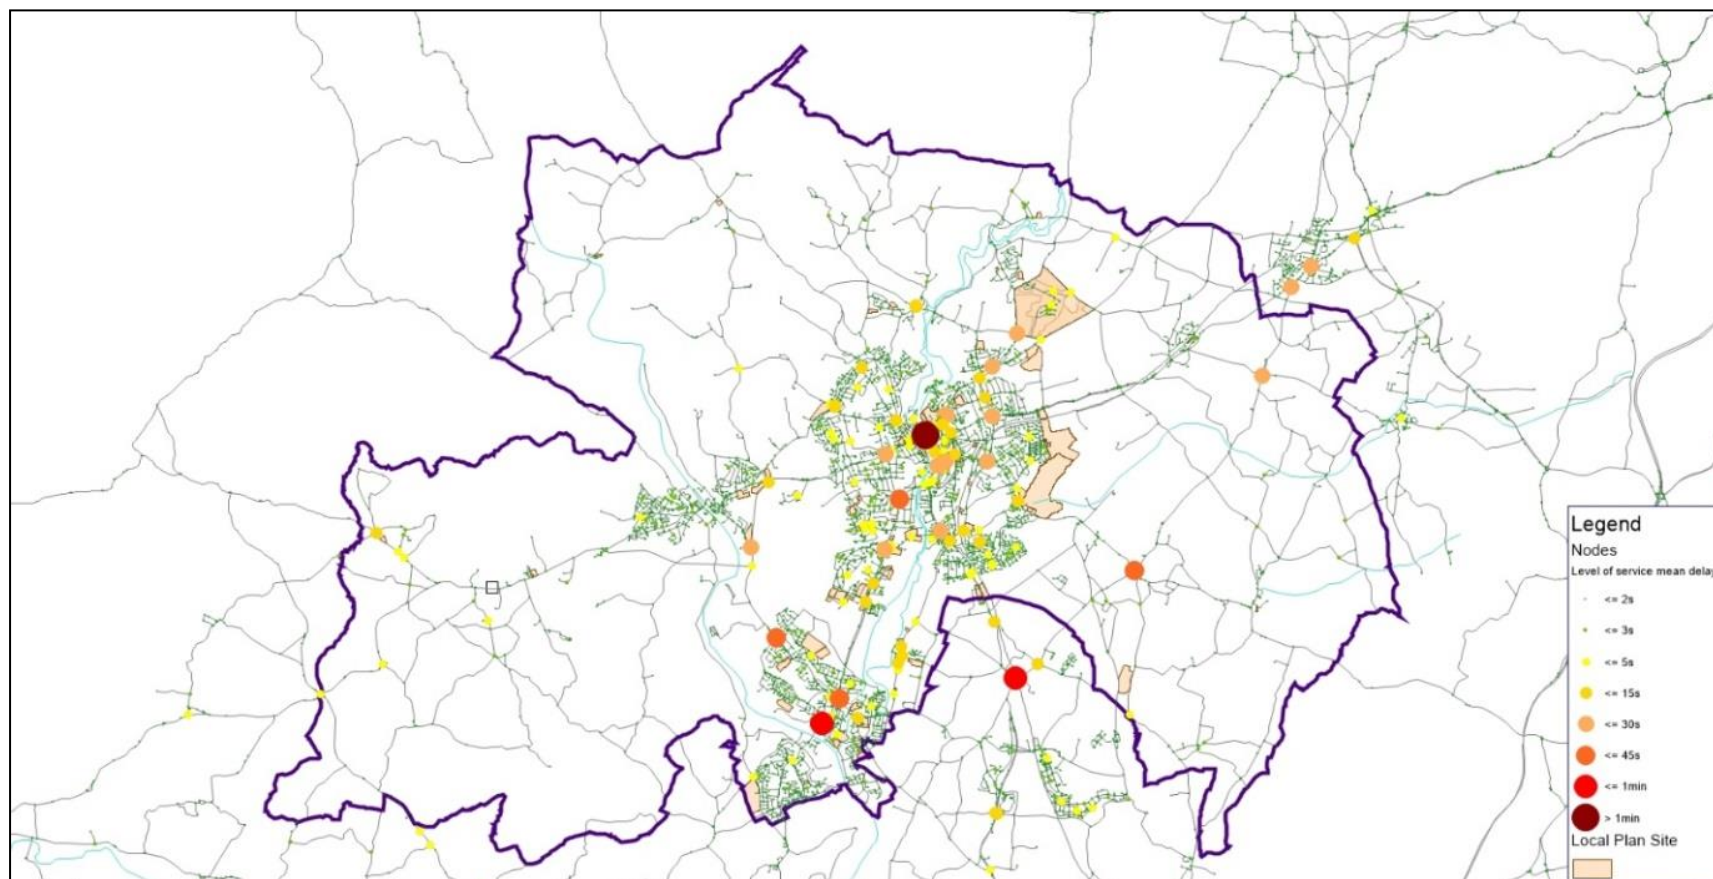 Legend
Nodes
Level of service mean delay
<= 2s
<= 3s
<= 5s
<= 15s
<= 30s
<= 45s
<= 1min
> 1min
Local Plan Site